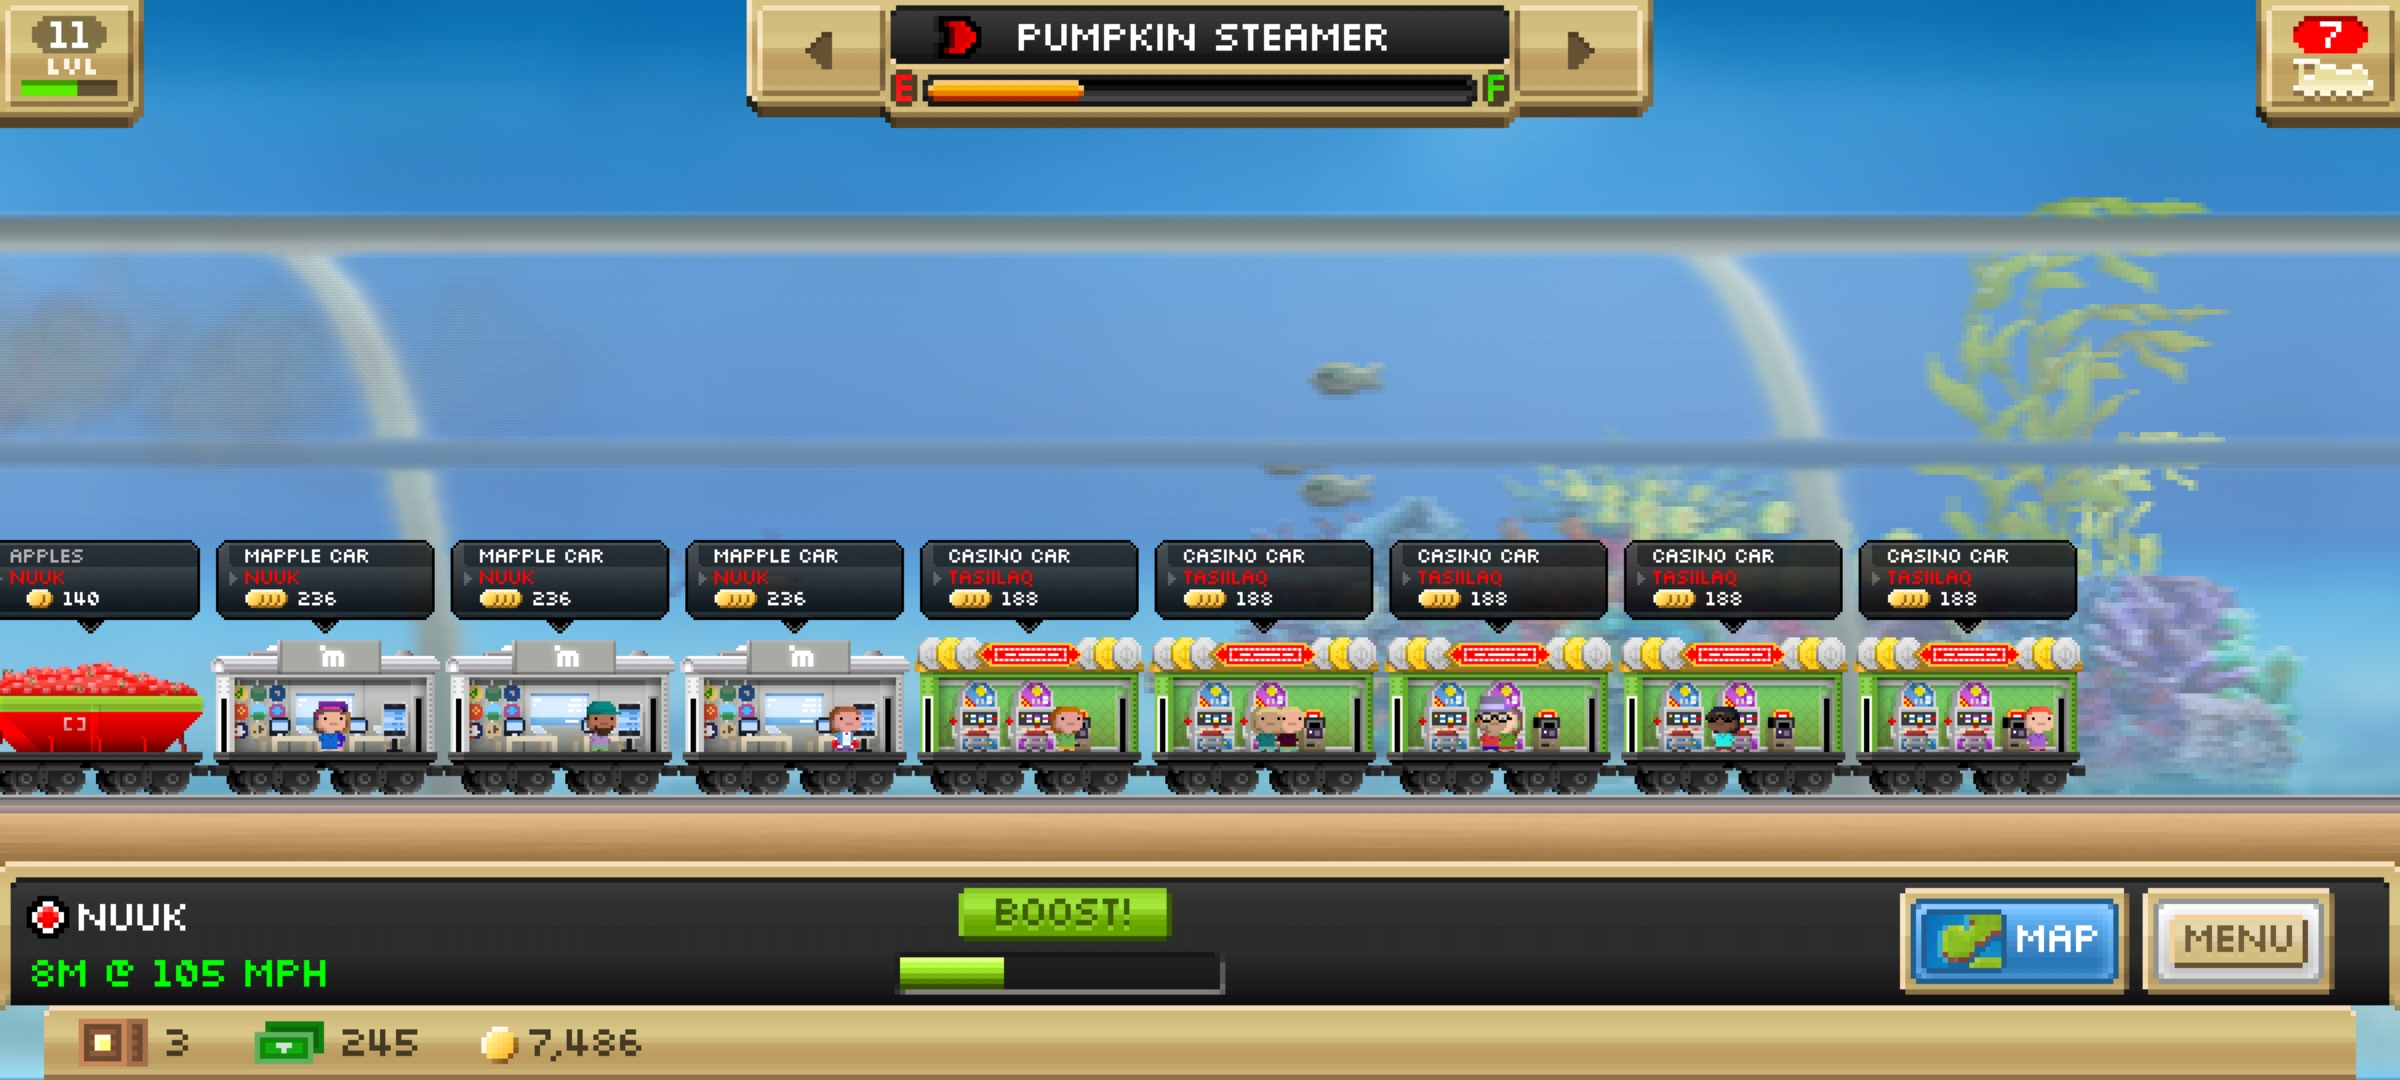 11
LVL
PUMPKIN STEAMER
E
F
7
APPLES
NUUK
140
MAPPLE CAR
NUUK
236
MAPPLE CAR
NUUK
236
MAPPLE CAR
NUUK
236
CASINO CAR
TASIILAQ
188
CASINO CAR
TASIILAQ
188
CASINO CAR
TASIILAQ
188
CASINO CAR
TASIILAQ
188
CASINO CAR
TASIILAQ
188
m
m
m
NUUK
8M @ 105 MPH
BOOST!
MAP
MENU
3
245
7,486